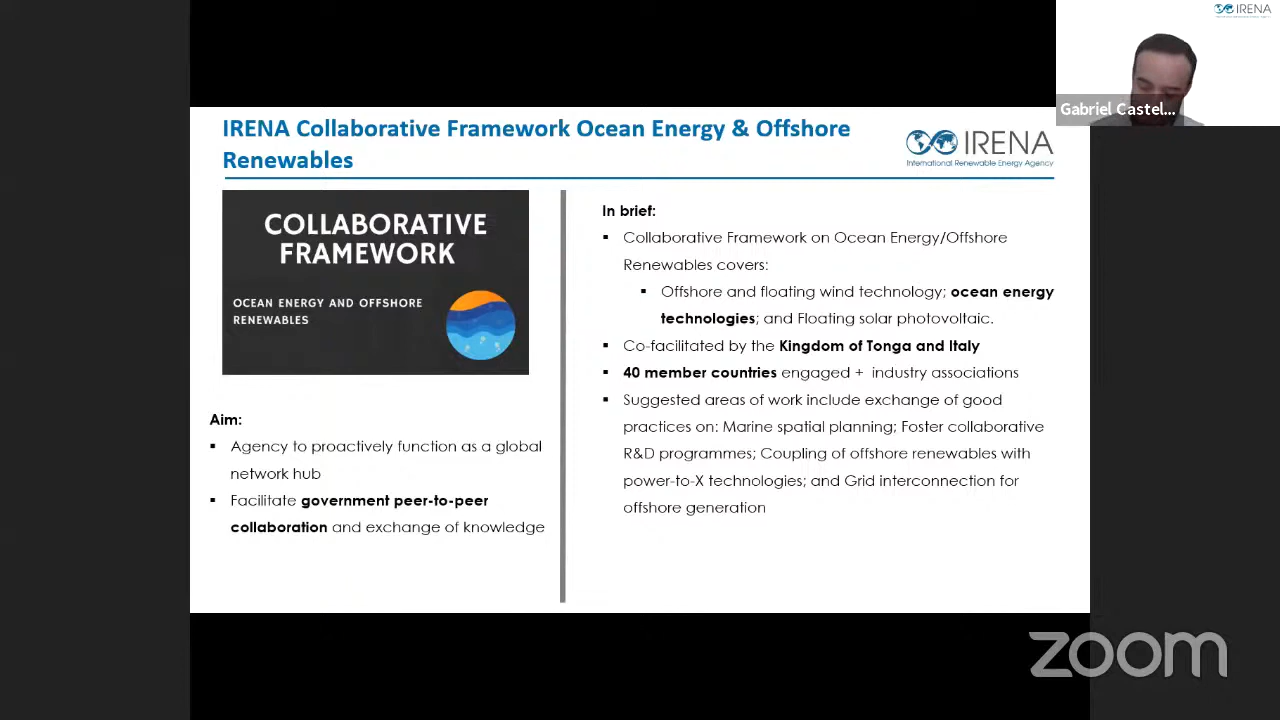 IRENA
Gabriel Castel...
IRENA Collaborative Framework Ocean Energy & Offshore
Renewables
IRENA
International Renewable Energy Agency
COLLABORATIVE
FRAMEWORK
OCEAN ENERGY AND OFFSHORE
RENEWABLES
Aim:
▪ Agency to proactively function as a global
network hub
▪ Facilitate government peer-to-peer
collaboration and exchange of knowledge
In brief:
▪ Collaborative Framework on Ocean Energy/Offshore
Renewables covers:
▪ Offshore and floating wind technology; ocean energy
technologies; and Floating solar photovoltaic.
▪ Co-facilitated by the Kingdom of Tonga and Italy
▪ 40 member countries engaged + industry associations
▪ Suggested areas of work include exchange of good
practices on: Marine spatial planning; Foster collaborative
R&D programmes; Coupling of offshore renewables with
power-to-X technologies; and Grid interconnection for
offshore generation
zoom